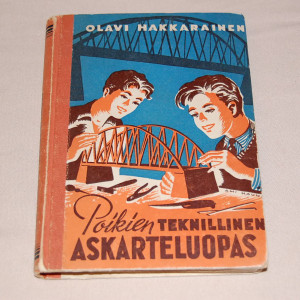 OLAVI HAKKARAINEN
Poikien TEKNILLINEN
ASKARTELUOPAS